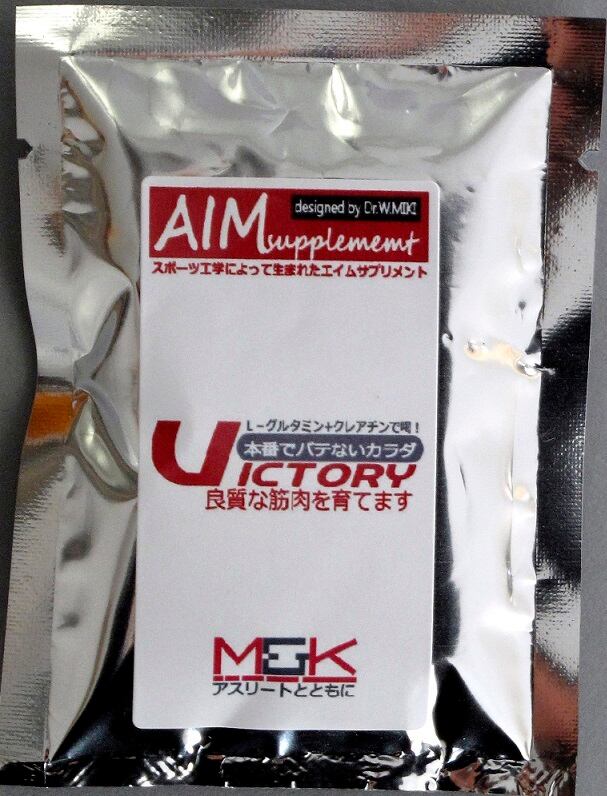 designed by Dr.W.MIKI
AIM supplememt
スポーツ工学によって生まれたエイムサプリメント
L-グルタミン+クレアチンで喝!
本番でバテないカラダ
VICTORY
良質な筋肉を育てます
M&K
アスリートとともに